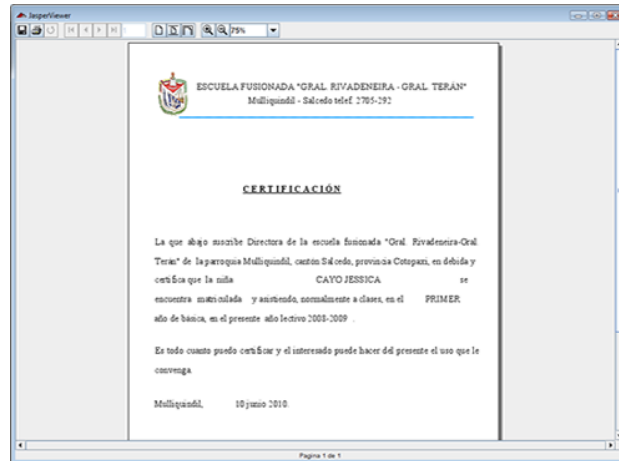 JasperViewer
75%
ESCUELA FUSIONADA "GRAL. RIVADENEIRA - GRAL. TERÁN"
Mulliquindil - Salcedo telef. 2705-292
CERTIFICACIÓN
La que abajo suscribe Directora de la escuela fusionada "Gral. Rivadeneira-Gral.
Teran" de la parroquia Mulliquindil, cantón Salcedo, provincia Cotopaxi, en debida y
certifica que la niña CAYO JESSICA se
encuentra matriculada y asistiendo, normalmente a clases, en el PRIMER
año de básica, en el presente año lectivo 2008-2009 .
Es todo cuanto puedo certificar y el interesado puede hacer del presente el uso que le
convenga
Mulliquindil, 10 junio 2010.
Pagina 1 de 1